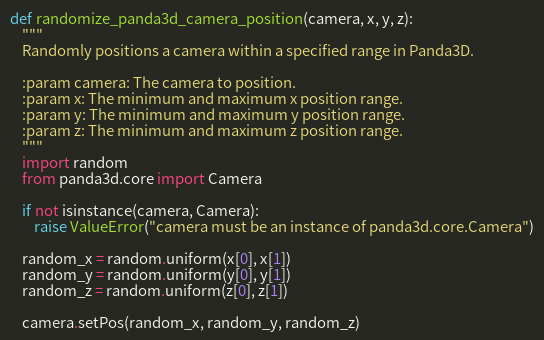 def randomize_panda3d_camera_position(camera, x, y, z):
    """
    Randomly positions a camera within a specified range in Panda3D.

    :param camera: The camera to position.
    :param x: The minimum and maximum x position range.
    :param y: The minimum and maximum y position range.
    :param z: The minimum and maximum z position range.
    """
    import random
    from panda3d.core import Camera

    if not isinstance(camera, Camera):
        raise ValueError("camera must be an instance of panda3d.core.Camera")

    random_x = random.uniform(x[0], x[1])
    random_y = random.uniform(y[0], y[1])
    random_z = random.uniform(z[0], z[1])

    camera.setPos(random_x, random_y, random_z)